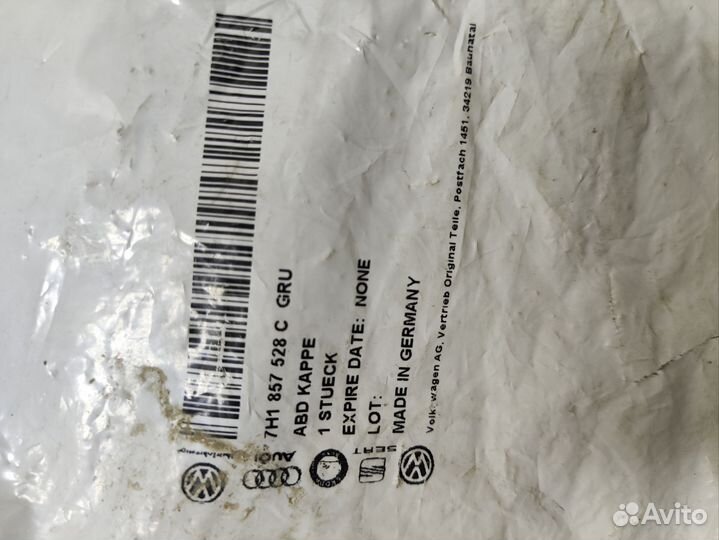 7H1 857 528 C GRU
ABD KAPPE
1 STUECK
EXPIRE DATE: NONE
LOT:
MADE IN GERMANY
Volkswagen AG, Vertrieb Original Teile, Postfach 1451, 34219 Baunatal
AUDI
SEAT
Avito